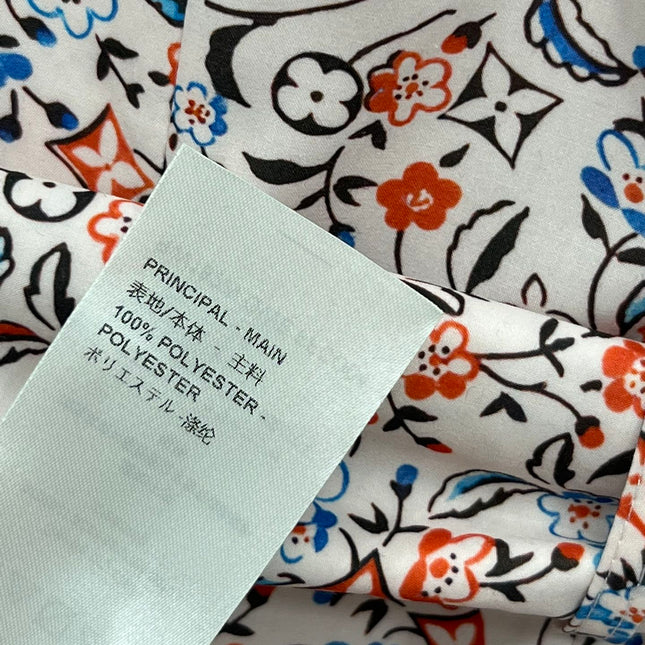 PRINCIPAL - MAIN
表地/本体 - 主料
100% POLYESTER -
POLYESTER
ポリエステル -涤纶